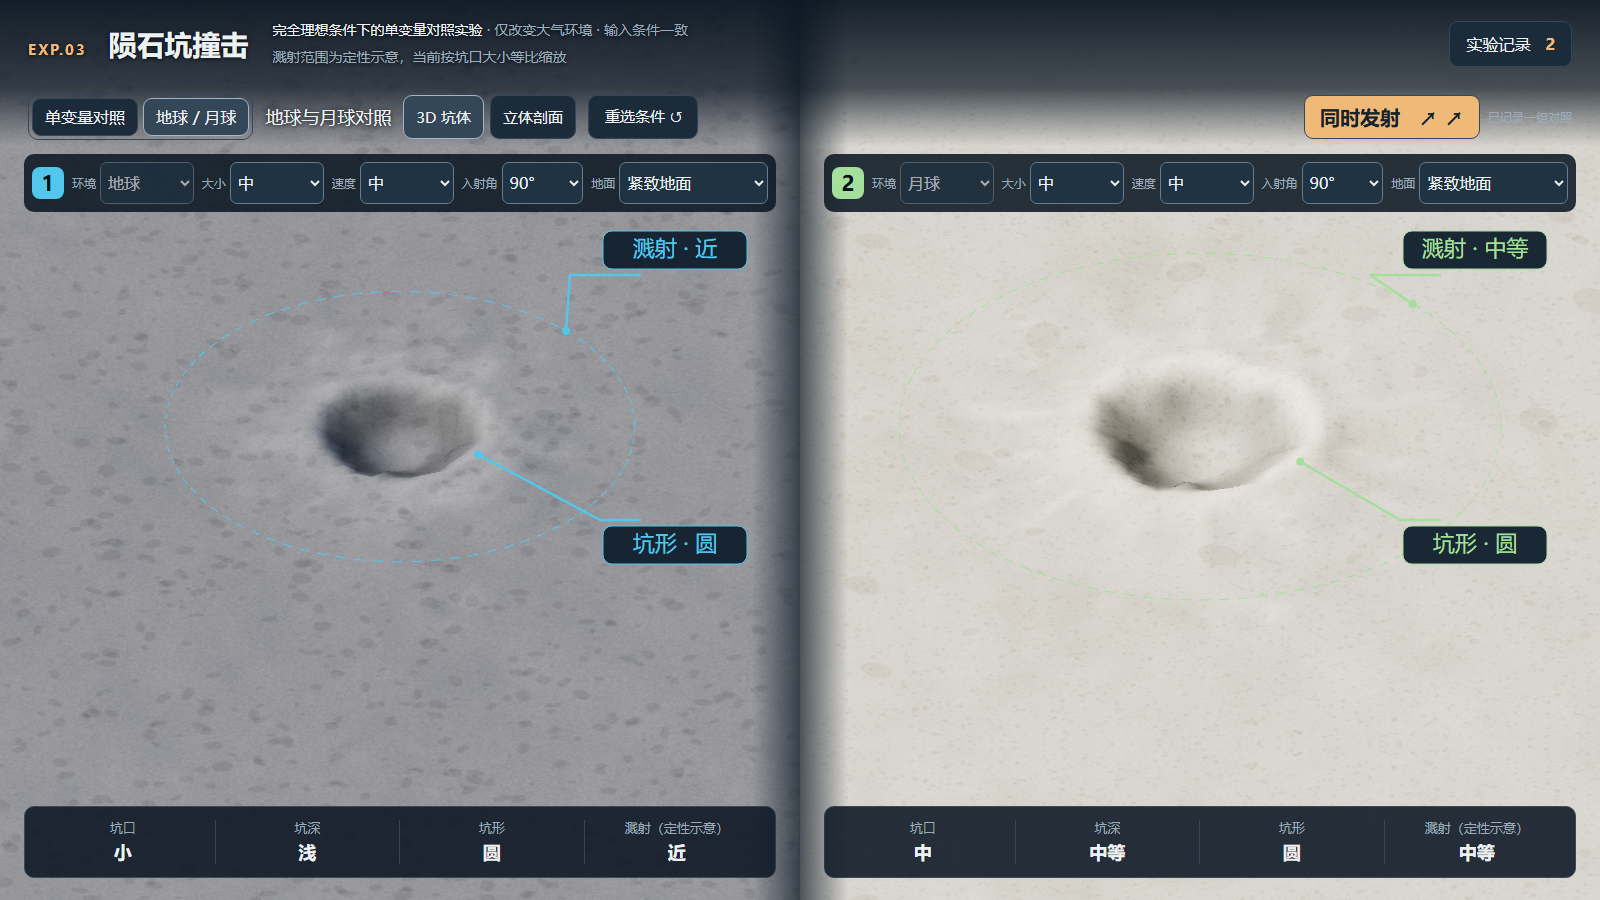 EXP.03
陨石坑撞击
完全理想条件下的单变量对照实验 · 仅改变大气环境 · 输入条件一致
溅射范围为定性示意，当前按坑口大小等比缩放
实验记录 2
单变量对照
地球 / 月球
地球与月球对照
3D 坑体
立体剖面
重选条件 ↺
同时发射 ↗ ↗
已记录一组对照
1 环境 地球 大小 中 速度 中 入射角 90° 地面 紧致地面
2 环境 月球 大小 中 速度 中 入射角 90° 地面 紧致地面
溅射 · 近
溅射 · 中等
坑形 · 圆
坑形 · 圆
坑口 坑深 坑形 溅射（定性示意）
小 浅 圆 近
坑口 坑深 坑形 溅射（定性示意）
中 中等 圆 中等